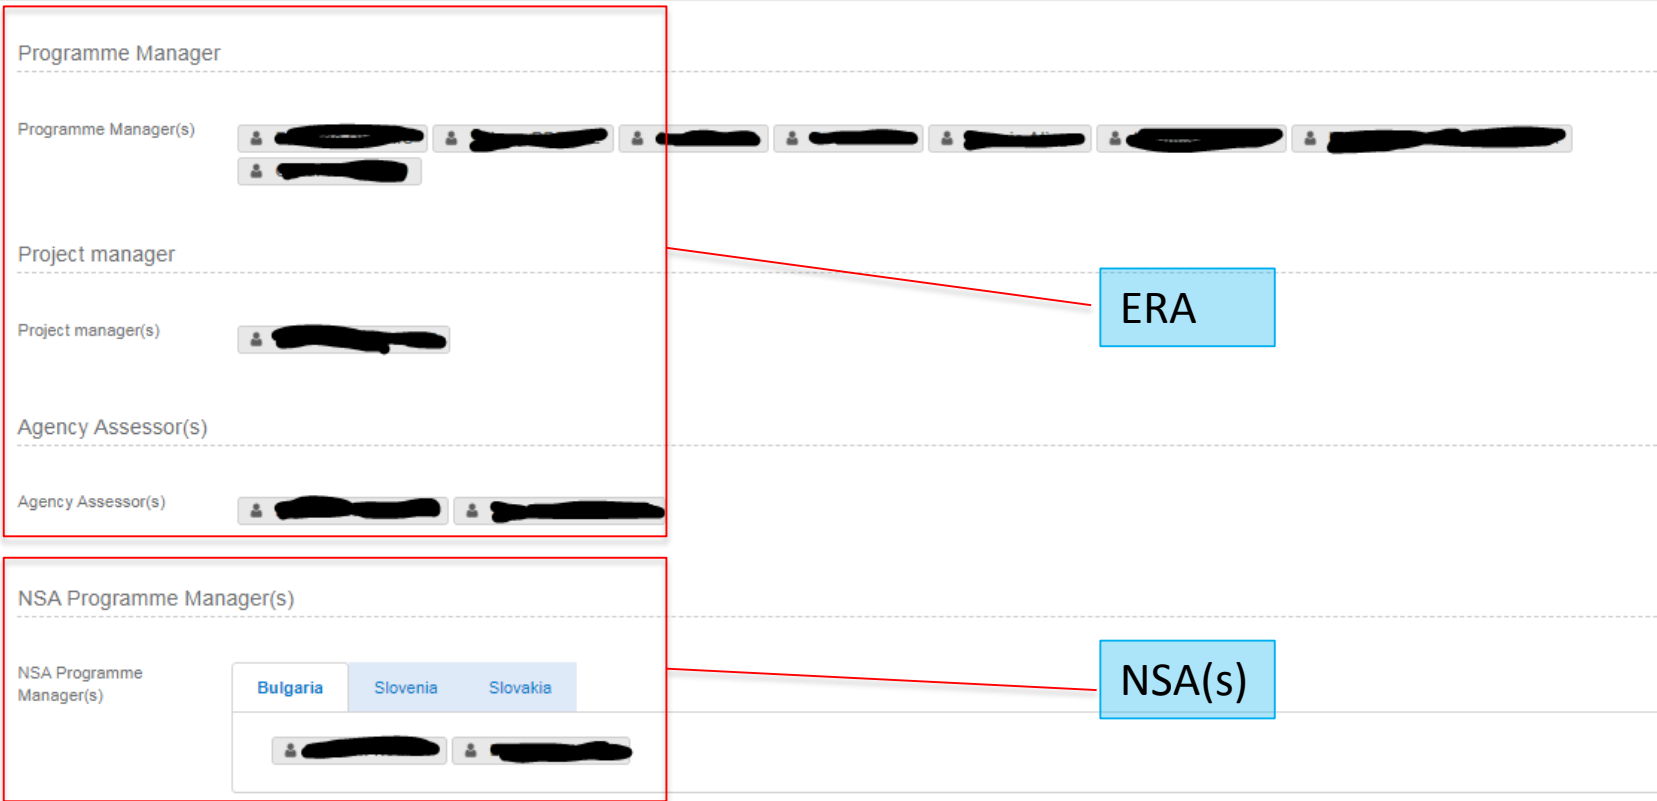 Programme Manager
Programme Manager(s)
Project manager
ERA
Project manager(s)
Agency Assessor(s)
Agency Assessor(s)
NSA Programme Manager(s)
NSA Programme
Manager(s)
Bulgaria Slovenia Slovakia
NSA(s)